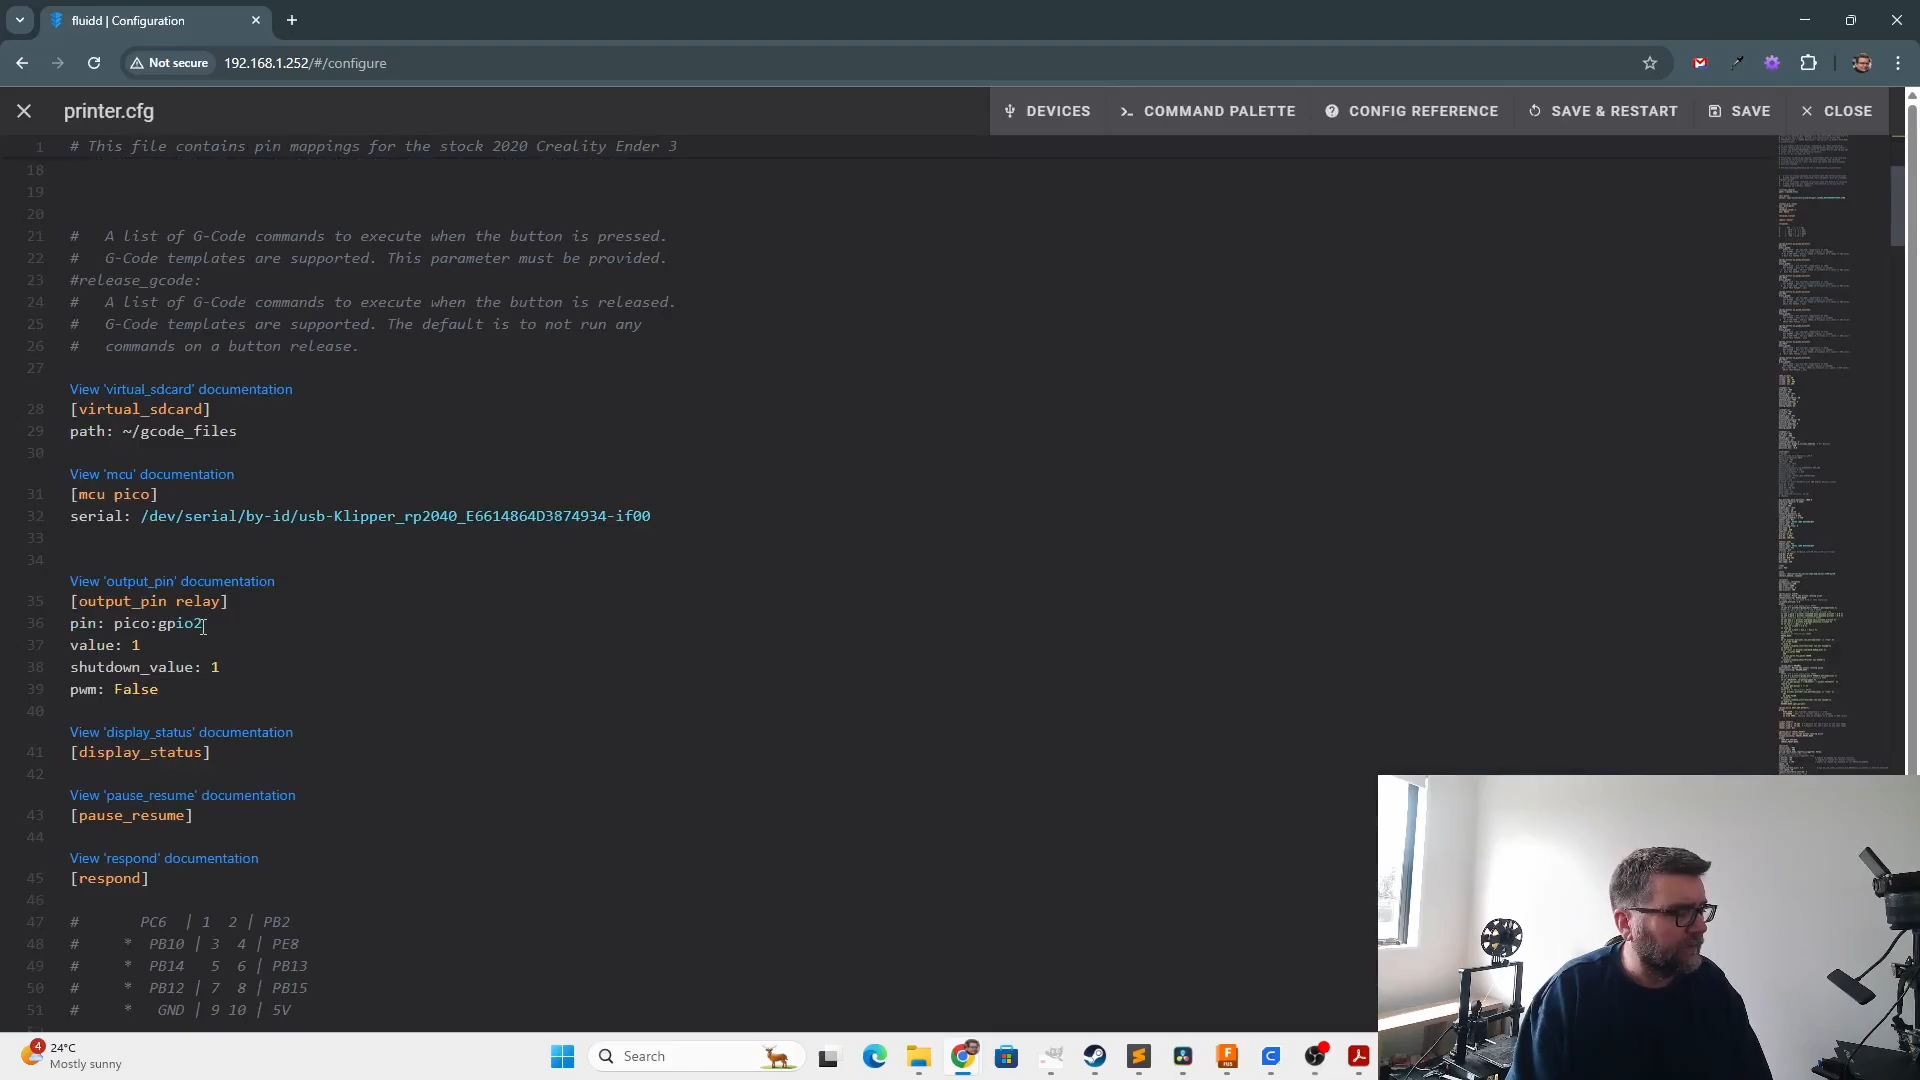 fluidd | Configuration
Not secure
192.168.1.252/#/configure
printer.cfg
DEVICES
COMMAND PALETTE
CONFIG REFERENCE
SAVE & RESTART
SAVE
CLOSE
1 # This file contains pin mappings for the stock 2020 Creality Ender 3
18
19
20
21 # A list of G-Code commands to execute when the button is pressed.
22 # G-Code templates are supported. This parameter must be provided.
23 #release_gcode:
24 # A list of G-Code commands to execute when the button is released.
25 # G-Code templates are supported. The default is to not run any
26 # commands on a button release.
27
View 'virtual_sdcard' documentation
28 [virtual_sdcard]
29 path: ~/gcode_files
30
View 'mcu' documentation
31 [mcu pico]
32 serial: /dev/serial/by-id/usb-Klipper_rp2040_E6614864D3874934-if00
33
34
View 'output_pin' documentation
35 [output_pin relay]
36 pin: pico:gpio2
37 value: 1
38 shutdown_value: 1
39 pwm: False
40
View 'display_status' documentation
41 [display_status]
42
View 'pause_resume' documentation
43 [pause_resume]
44
View 'respond' documentation
45 [respond]
46
47 # PC6 | 1 2 | PB2
48 # * PB10 | 3 4 | PE8
49 # * PB14 5 6 | PB13
50 # * PB12 | 7 8 | PB15
51 # * GND | 9 10 | 5V
4
24°C
Mostly sunny
Search